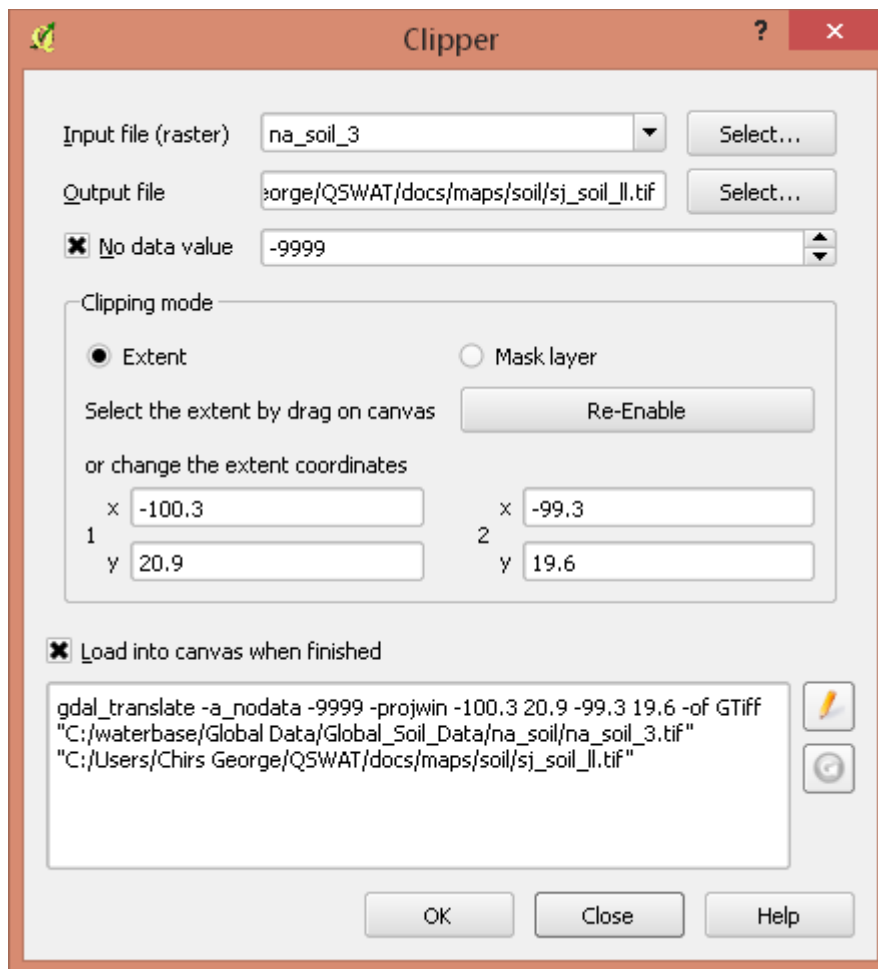 Clipper ? ×
Input file (raster) na_soil_3 Select...
Output file eorge/QSWAT/docs/maps/soil/sj_soil_ll.tif Select...
No data value -9999
Clipping mode
Extent Mask layer
Select the extent by drag on canvas Re-Enable
or change the extent coordinates
x -100.3 x -99.3
1 2
y 20.9 y 19.6
Load into canvas when finished
gdal_translate -a_nodata -9999 -projwin -100.3 20.9 -99.3 19.6 -of GTiff
"C:/waterbase/Global Data/Global_Soil_Data/na_soil/na_soil_3.tif"
"C:/Users/Chirs George/QSWAT/docs/maps/soil/sj_soil_ll.tif"
OK Close Help